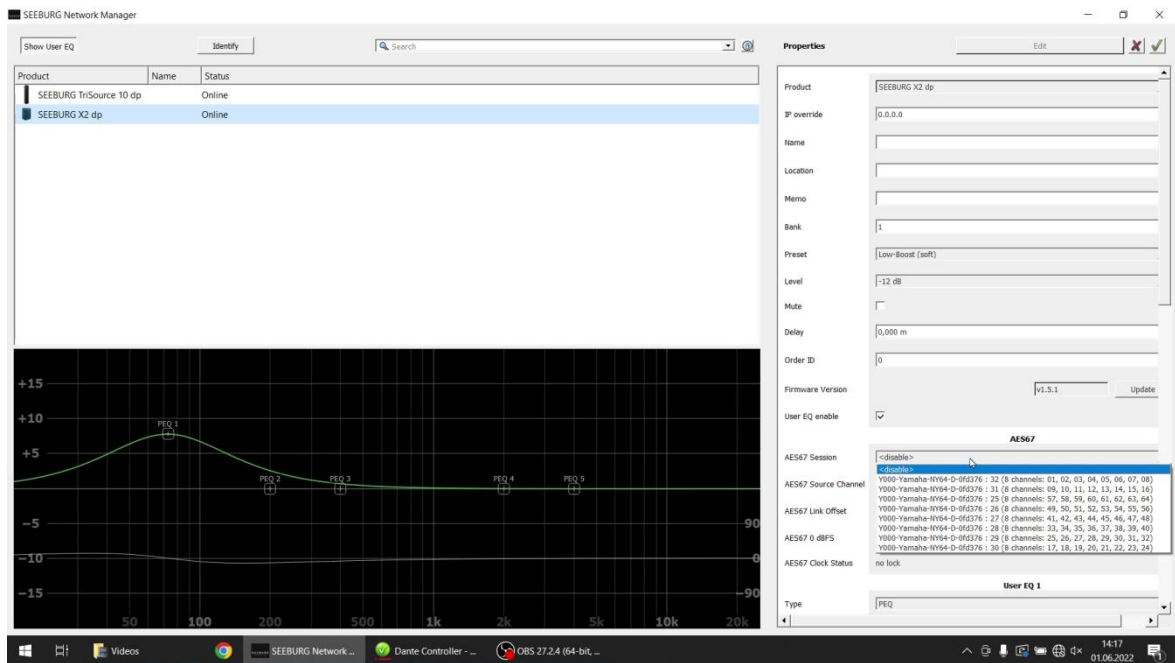 SEEBURG Network Manager
Show User EQ
Identify
Search
Properties
Edit
Product Name Status
SEEBURG TriSource 10 dp Online
SEEBURG X2 dp Online
Product SEEBURG X2 dp
IP override 0.0.0.0
Name
Location
Memo
Bank 1
Preset Low-Boost (soft)
Level -12 dB
Mute
Delay 0,000 m
Order ID 0
Firmware Version v1.5.1 Update
User EQ enable
AES67
AES67 Session <disable>
<disable>
Y000-Yamaha-NY64-D-0fd376 : 32 (8 channels: 01, 02, 03, 04, 05, 06, 07, 08)
AES67 Source Channel
Y000-Yamaha-NY64-D-0fd376 : 31 (8 channels: 09, 10, 11, 12, 13, 14, 15, 16)
Y000-Yamaha-NY64-D-0fd376 : 25 (8 channels: 57, 58, 59, 60, 61, 62, 63, 64)
Y000-Yamaha-NY64-D-0fd376 : 26 (8 channels: 49, 50, 51, 52, 53, 54, 55, 56)
AES67 Link Offset
Y000-Yamaha-NY64-D-0fd376 : 27 (8 channels: 41, 42, 43, 44, 45, 46, 47, 48)
Y000-Yamaha-NY64-D-0fd376 : 28 (8 channels: 33, 34, 35, 36, 37, 38, 39, 40)
AES67 0 dBFS
Y000-Yamaha-NY64-D-0fd376 : 29 (8 channels: 25, 26, 27, 28, 29, 30, 31, 32)
Y000-Yamaha-NY64-D-0fd376 : 30 (8 channels: 17, 18, 19, 20, 21, 22, 23, 24)
AES67 Clock Status no lock
User EQ 1
Type PEQ
+15
+10
PEQ 1
+5
PEQ 2 PEQ 3 PEQ 4 PEQ 5
-5 90
-10 0
-15 -90
50 100 200 500 1k 2k 5k 10k 20k
Videos
SEEBURG Network ...
Dante Controller - ...
OBS 27.2.4 (64-bit, ...
14:17
01.06.2022